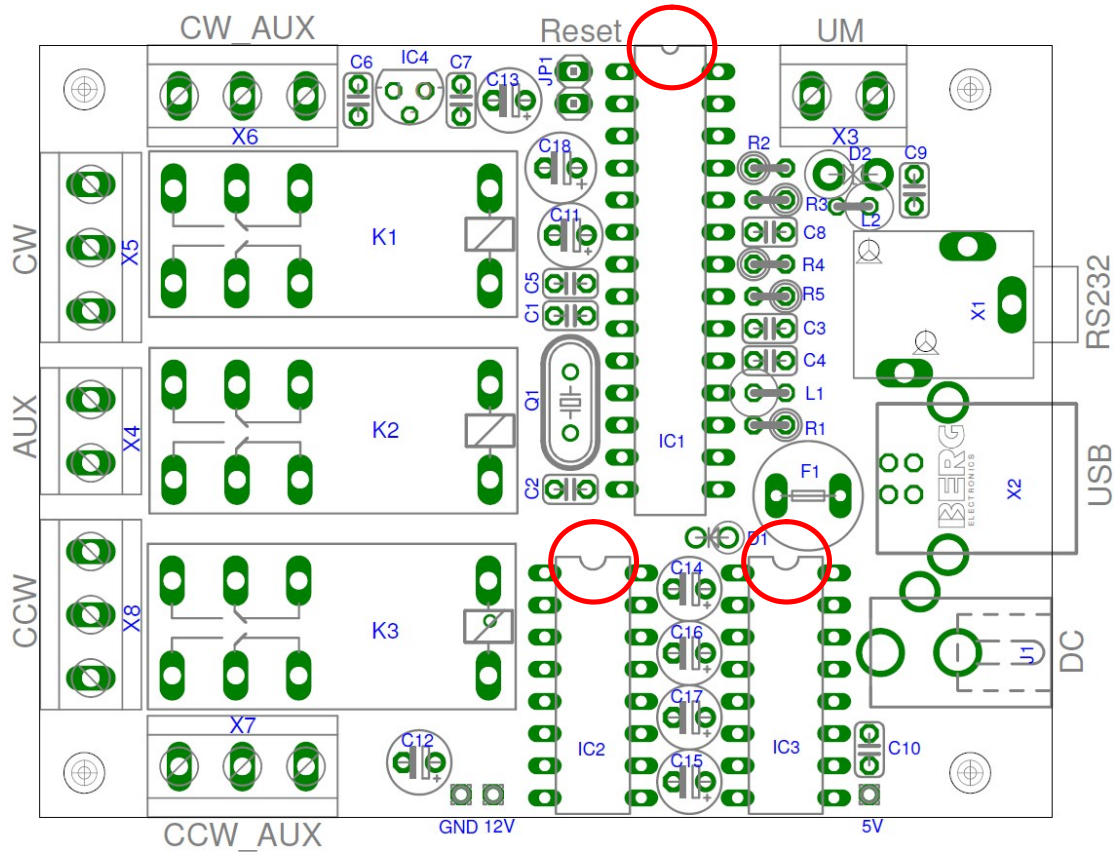 CW_AUX
Reset
UM
C6
IC4
C7
C13
JP1
X6
X3
C18
R2
D2
C9
CW
X5
K1
C11
R3
L2
C8
C5
R4
C1
R5
X1
RS232
C3
C4
AUX
X4
K2
Q1
L1
R1
IC1
C2
F1
BERG
ELECTRONICS
X2
USB
D1
CCW
X8
K3
C14
C16
C17
C15
IC2
IC3
J1
DC
X7
C12
C10
GND 12V
5V
CCW_AUX
+
+
+
+
+
+
+
+